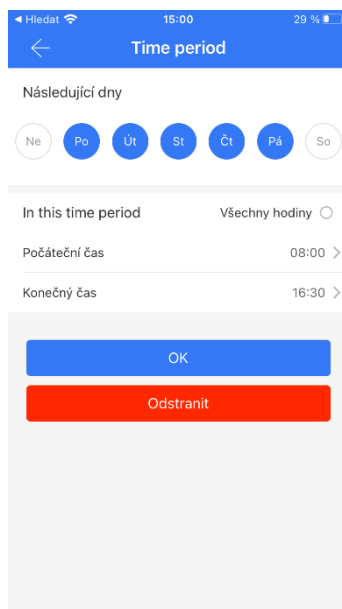 ◀ Hledat 15:00 29 %
Time period
Následující dny
Ne Po Út St Čt Pá So
In this time period Všechny hodiny
Počáteční čas 08:00
Konečný čas 16:30
OK
Odstranit